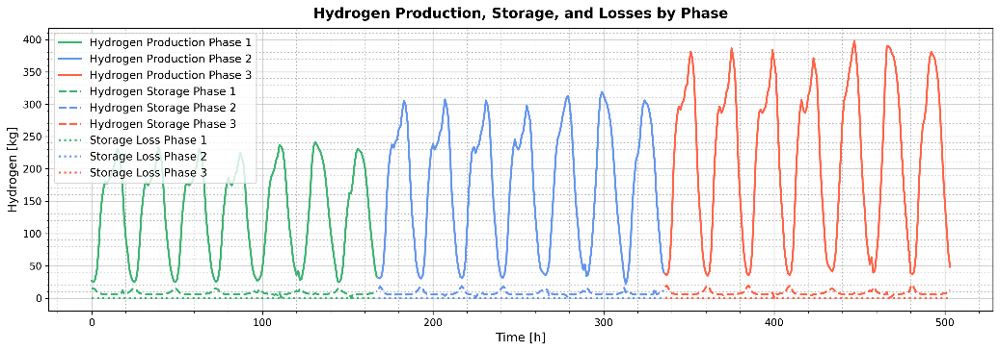 Hydrogen Production, Storage, and Losses by Phase
Hydrogen [kg]
400
350
300
250
200
150
100
50
0
Hydrogen Production Phase 1
Hydrogen Production Phase 2
Hydrogen Production Phase 3
Hydrogen Storage Phase 1
Hydrogen Storage Phase 2
Hydrogen Storage Phase 3
Storage Loss Phase 1
Storage Loss Phase 2
Storage Loss Phase 3
0 100 200 300 400 500
Time [h]